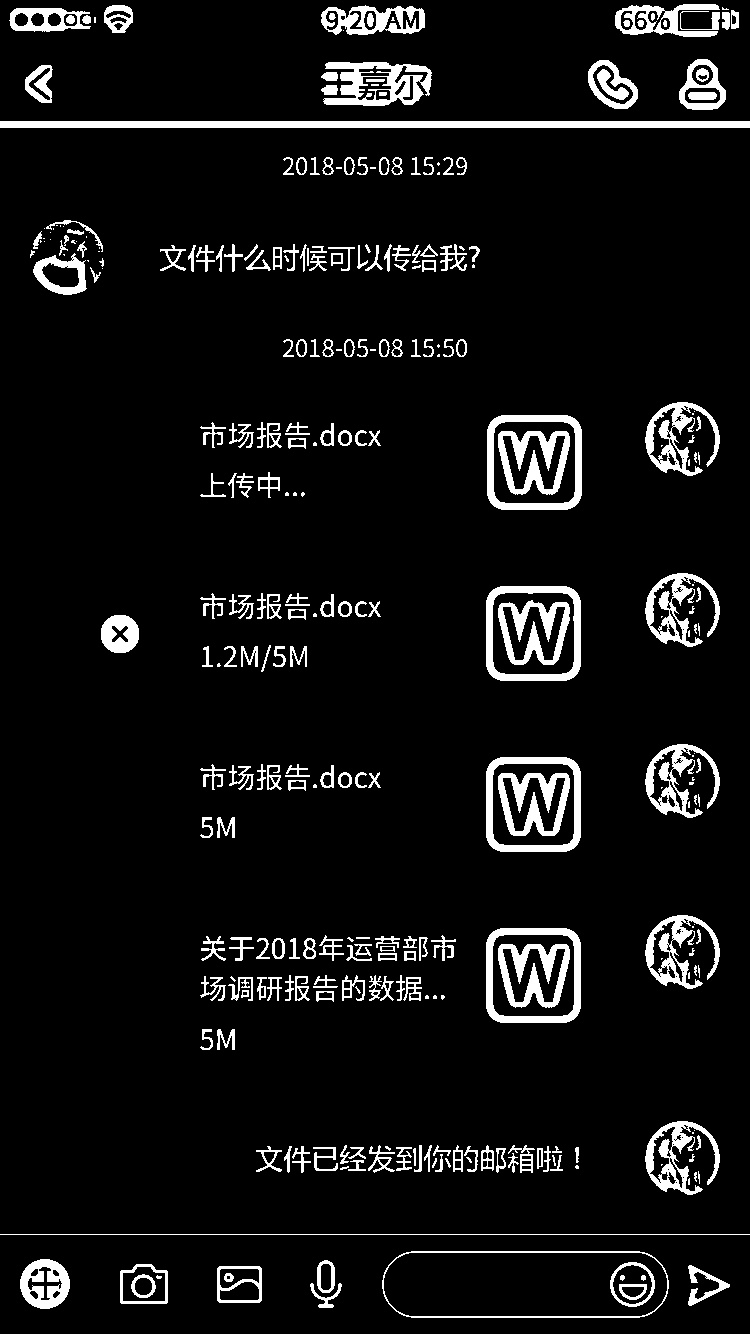 9:20 AM
66%
王嘉尔
2018-05-08 15:29
文件什么时候可以传给我?
2018-05-08 15:50
市场报告.docx
上传中...
W
市场报告.docx
1.2M/5M
W
市场报告.docx
5M
W
关于2018年运营部市
场调研报告的数据...
5M
W
文件已经发到你的邮箱啦！